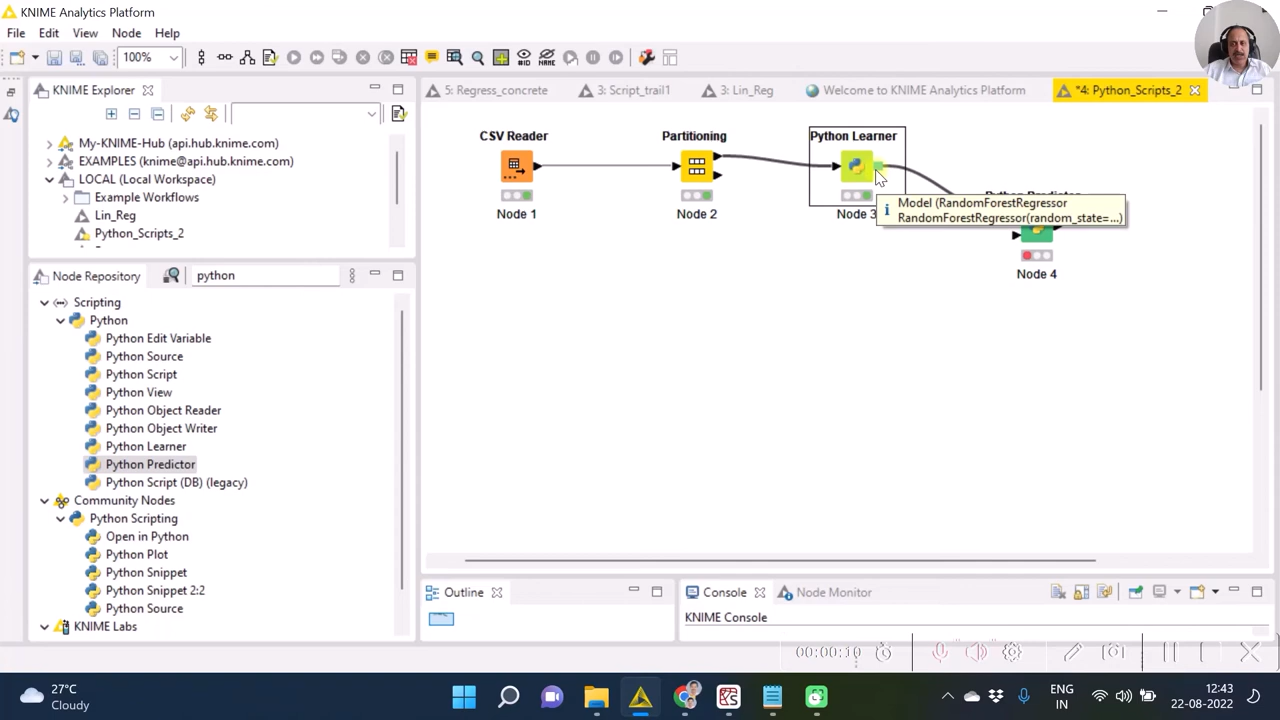 KNIME Analytics Platform
File Edit View Node Help
100%
KNIME Explorer
5: Regress_concrete
3: Script_trail1
3: Lin_Reg
Welcome to KNIME Analytics Platform
*4: Python_Scripts_2
My-KNIME-Hub (api.hub.knime.com)
EXAMPLES (knime@api.hub.knime.com)
LOCAL (Local Workspace)
Example Workflows
Lin_Reg
Python_Scripts_2
CSV Reader
Node 1
Partitioning
Node 2
Python Learner
Node 3
Model (RandomForestRegressor
RandomForestRegressor(random_state=...)
Node 4
Node Repository
python
Scripting
Python
Python Edit Variable
Python Source
Python Script
Python View
Python Object Reader
Python Object Writer
Python Learner
Python Predictor
Python Script (DB) (legacy)
Community Nodes
Python Scripting
Open in Python
Python Plot
Python Snippet
Python Snippet 2:2
Python Source
KNIME Labs
Outline
Console
Node Monitor
KNIME Console
00:00:10
27°C
Cloudy
ENG
IN
12:43
22-08-2022